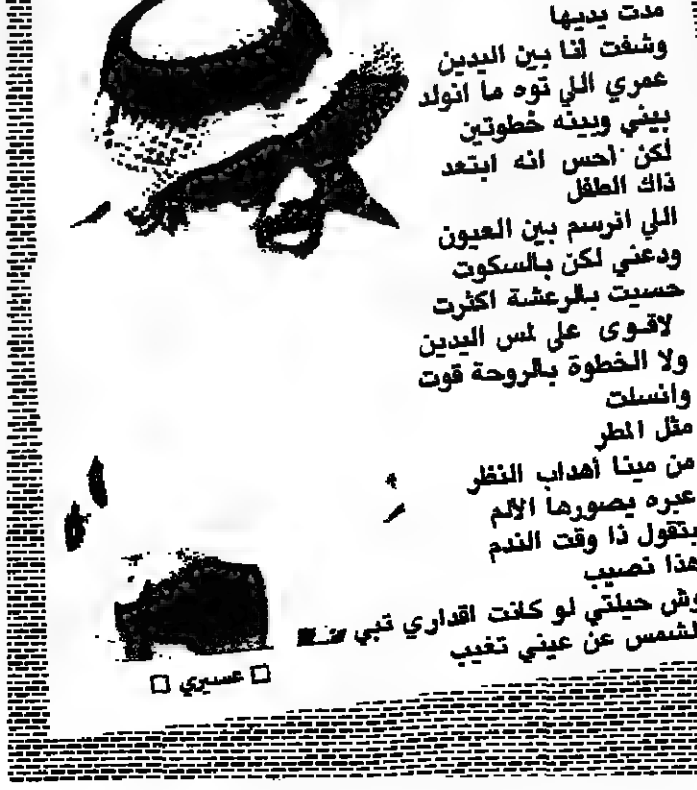 مدت يديها
وشفت انا بين اليدين
عمري اللي توه ما انولد
بيني وبينه خطوتين
لكن احس انه ابتعد
ذاك الطفل
اللي انرسم بين العيون
ودعني لكن بالسكوت
حسيت بالرعشة اكثرت
لاقوى على لمس اليدين
ولا الخطوة بالروحة قوت
وانسلت
مثل المطر
من مينا أهداب النظر
عبره يصورها الالم
بتقول ذا وقت الندم
هذا نصيب
وش حيلتي لو كانت اقداري تبي
الشمس عن عيني تغيب
□ عسيري □